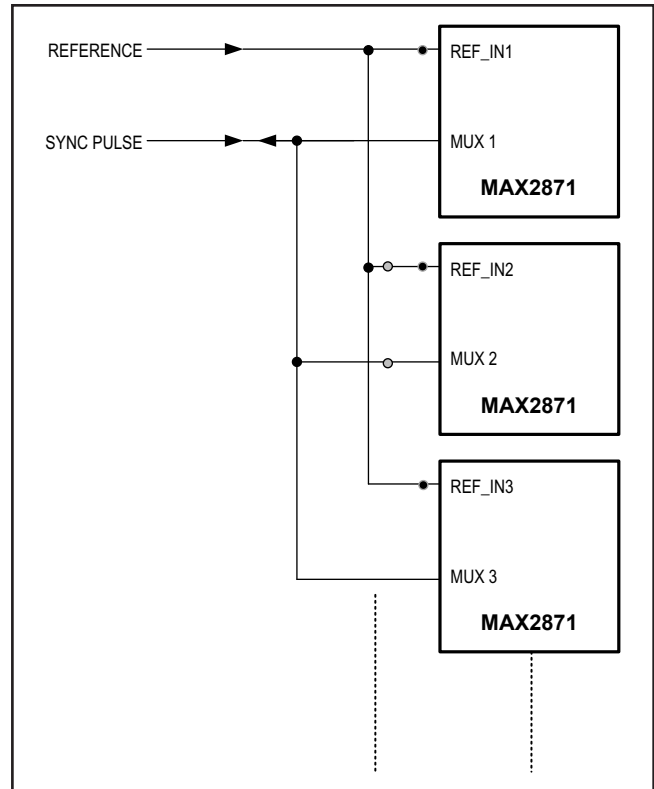 REFERENCE
REF_IN1
SYNC PULSE
MUX 1
MAX2871
REF_IN2
MUX 2
MAX2871
REF_IN3
MUX 3
MAX2871